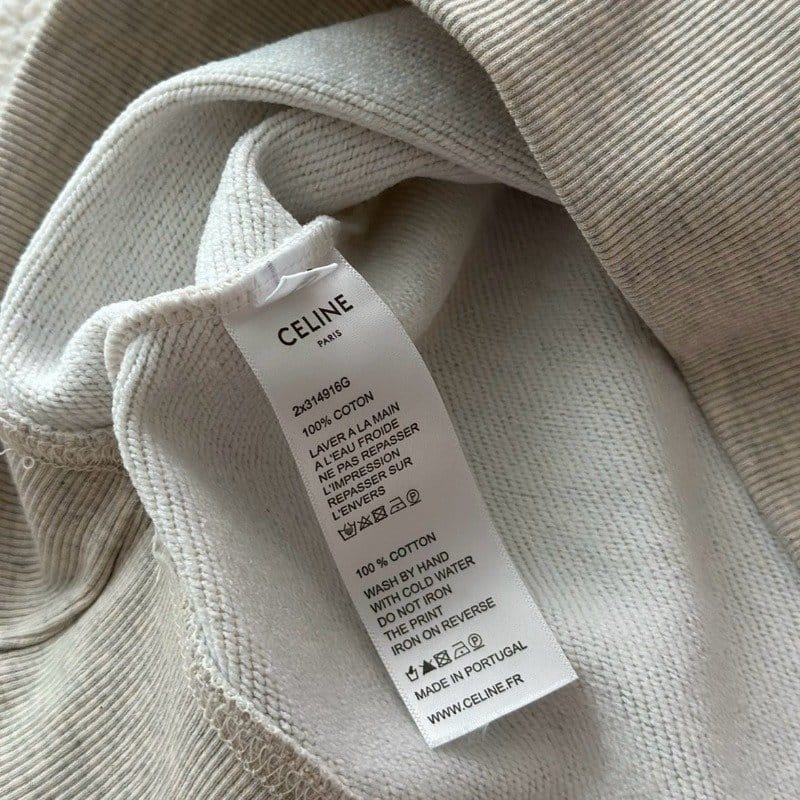 CELINE
PARIS
2x314916G
100% COTON
LAVER A LA MAIN
A L'EAU FROIDE
NE PAS REPASSER
L'IMPRESSION
REPASSER SUR
L'ENVERS
100 % COTTON
WASH BY HAND
WITH COLD WATER
DO NOT IRON
THE PRINT
IRON ON REVERSE
MADE IN PORTUGAL
WWW.CELINE.FR